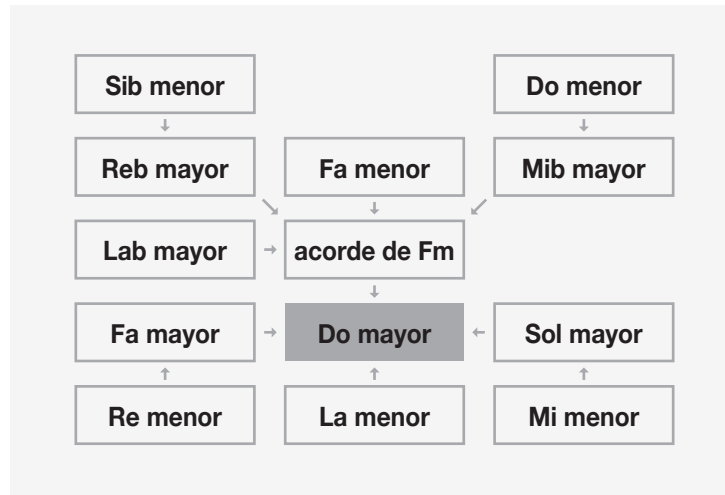 Sib menor
Do menor
Reb mayor
Fa menor
Mib mayor
Lab mayor
acorde de Fm
Fa mayor
Do mayor
Sol mayor
Re menor
La menor
Mi menor